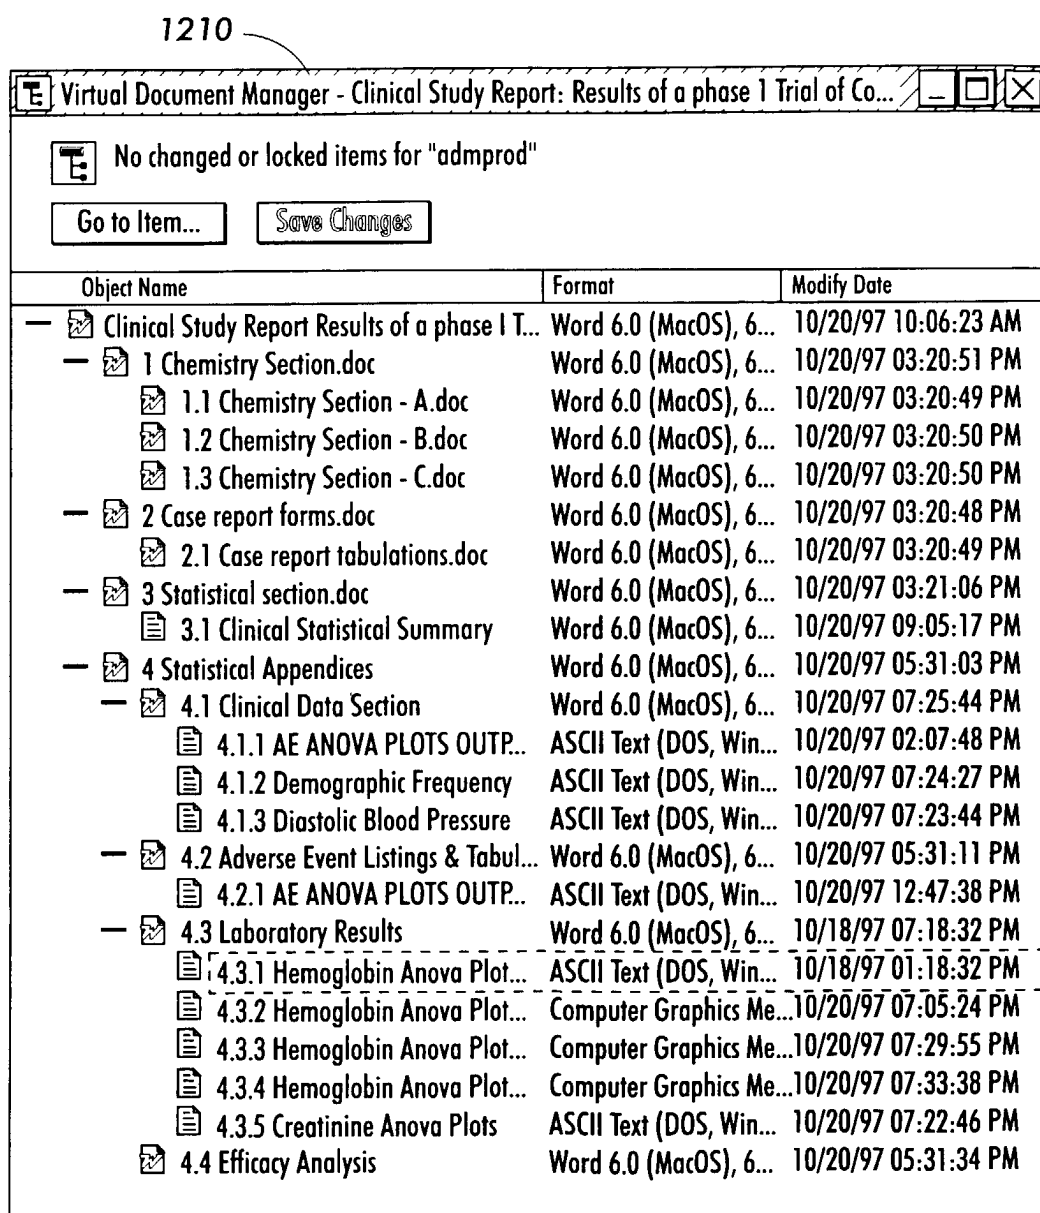 1210
Virtual Document Manager - Clinical Study Report: Results of a phase 1 Trial of Co...
No changed or locked items for "admprod"
Go to Item... Save Changes
Object Name Format Modify Date
Clinical Study Report Results of a phase I T... Word 6.0 (MacOS), 6... 10/20/97 10:06:23 AM
1 Chemistry Section.doc Word 6.0 (MacOS), 6... 10/20/97 03:20:51 PM
1.1 Chemistry Section - A.doc Word 6.0 (MacOS), 6... 10/20/97 03:20:49 PM
1.2 Chemistry Section - B.doc Word 6.0 (MacOS), 6... 10/20/97 03:20:50 PM
1.3 Chemistry Section - C.doc Word 6.0 (MacOS), 6... 10/20/97 03:20:50 PM
2 Case report forms.doc Word 6.0 (MacOS), 6... 10/20/97 03:20:48 PM
2.1 Case report tabulations.doc Word 6.0 (MacOS), 6... 10/20/97 03:20:49 PM
3 Statistical section.doc Word 6.0 (MacOS), 6... 10/20/97 03:21:06 PM
3.1 Clinical Statistical Summary Word 6.0 (MacOS), 6... 10/20/97 09:05:17 PM
4 Statistical Appendices Word 6.0 (MacOS), 6... 10/20/97 05:31:03 PM
4.1 Clinical Data Section Word 6.0 (MacOS), 6... 10/20/97 07:25:44 PM
4.1.1 AE ANOVA PLOTS OUTP... ASCII Text (DOS, Win... 10/20/97 02:07:48 PM
4.1.2 Demographic Frequency ASCII Text (DOS, Win... 10/20/97 07:24:27 PM
4.1.3 Diastolic Blood Pressure ASCII Text (DOS, Win... 10/20/97 07:23:44 PM
4.2 Adverse Event Listings & Tabul... Word 6.0 (MacOS), 6... 10/20/97 05:31:11 PM
4.2.1 AE ANOVA PLOTS OUTP... ASCII Text (DOS, Win... 10/20/97 12:47:38 PM
4.3 Laboratory Results Word 6.0 (MacOS), 6... 10/18/97 07:18:32 PM
4.3.1 Hemoglobin Anova Plot... ASCII Text (DOS, Win... 10/18/97 01:18:32 PM
4.3.2 Hemoglobin Anova Plot... Computer Graphics Me... 10/20/97 07:05:24 PM
4.3.3 Hemoglobin Anova Plot... Computer Graphics Me... 10/20/97 07:29:55 PM
4.3.4 Hemoglobin Anova Plot... Computer Graphics Me... 10/20/97 07:33:38 PM
4.3.5 Creatinine Anova Plots ASCII Text (DOS, Win... 10/20/97 07:22:46 PM
4.4 Efficacy Analysis Word 6.0 (MacOS), 6... 10/20/97 05:31:34 PM